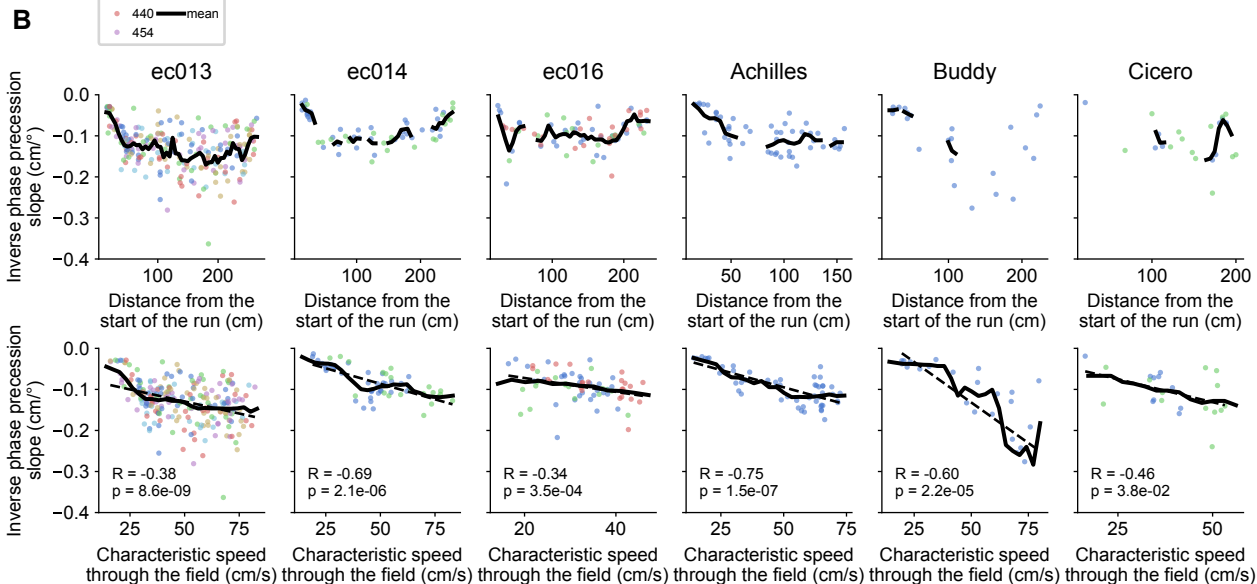 B
440 mean
454
ec013 ec014 ec016 Achilles Buddy Cicero
Inverse phase precession
slope (cm/°)
0.0
−0.1
−0.2
−0.3
−0.4
100 200 100 200 100 200 50 100 150 100 200 100 200
Distance from the Distance from the Distance from the Distance from the Distance from the Distance from the
start of the run (cm) start of the run (cm) start of the run (cm) start of the run (cm) start of the run (cm) start of the run (cm)
Inverse phase precession
slope (cm/°)
0.0
−0.1
−0.2
−0.3
−0.4
R = -0.38 R = -0.69 R = -0.34 R = -0.75 R = -0.60 R = -0.46
p = 8.6e-09 p = 2.1e-06 p = 3.5e-04 p = 1.5e-07 p = 2.2e-05 p = 3.8e-02
25 50 75 25 50 75 20 40 25 50 75 25 50 75 25 50
Characteristic speed Characteristic speed Characteristic speed Characteristic speed Characteristic speed Characteristic speed
through the field (cm/s) through the field (cm/s) through the field (cm/s) through the field (cm/s) through the field (cm/s) through the field (cm/s)